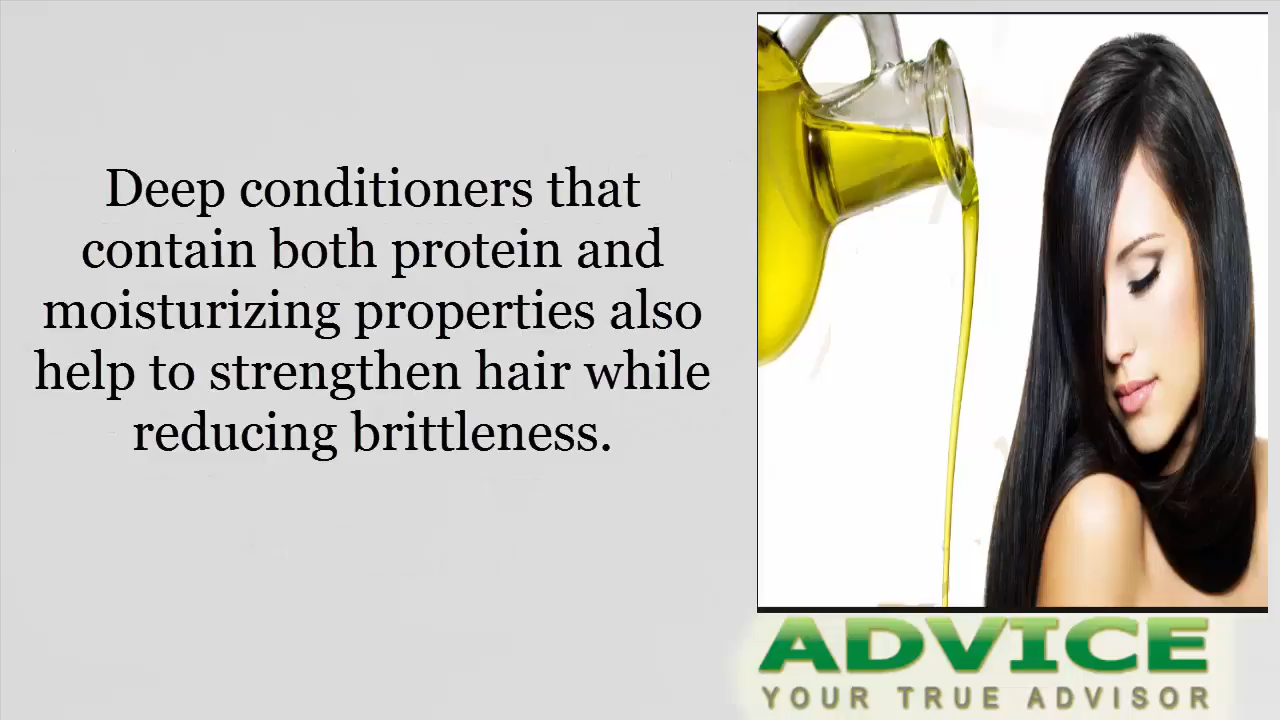 Deep conditioners that
contain both protein and
moisturizing properties also
help to strengthen hair while
reducing brittleness.
ADVICE
YOUR TRUE ADVISOR